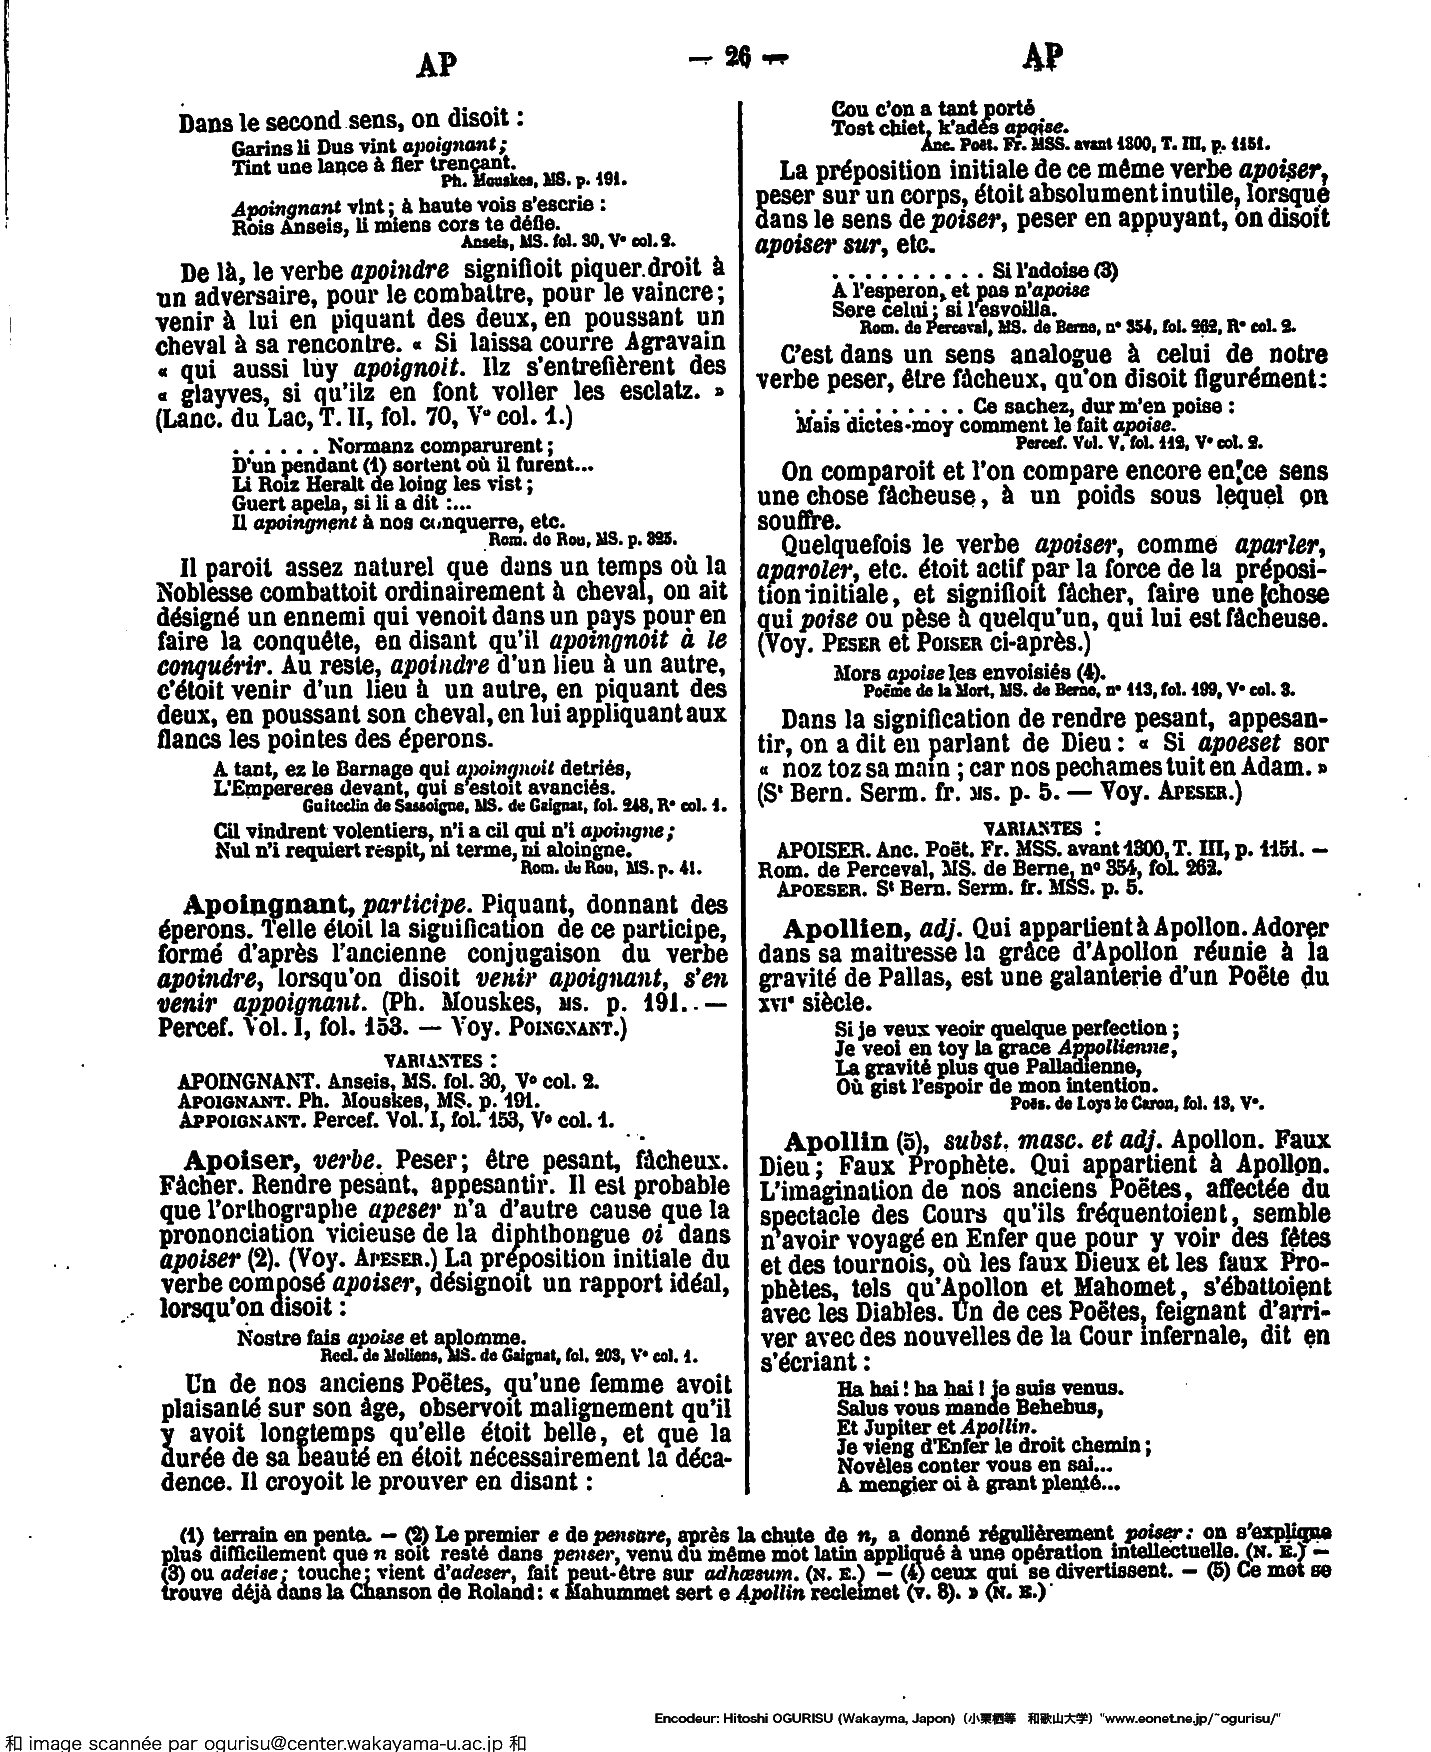 AP
— 26 —
AP
Dans le second sens, on disoit :
Garins li Dus vint apoignant ;
Tint une lance à fler trençant.
Ph. Mouskes, MS. p. 191.
Apoingnant vint ; à haute vois s'escrie :
Rois Anseis, li miens cors te défie.
Anseis, MS. fol. 30, V° col. 2.
De là, le verbe apoindre signifioit piquer droit à
un adversaire, pour le combattre, pour le vaincre ;
venir à lui en piquant des deux, en poussant un
cheval à sa rencontre. « Si laissa courre Agravain
« qui aussi luy apoignoit. Ilz s'entrefièrent des
« glayves, si qu'ilz en font voller les esclatz. »
(Lanc. du Lac, T. II, fol. 70, V° col. 1.)
. . . . . . Normanz comparurent ;
D'un pendant (1) sortent où il furent...
Li Roiz Heralt de loing les vist ;
Guert apela, si li a dit :...
Il apoingnent à nos conquerre, etc.
Rom. de Rou, MS. p. 325.
Il paroit assez naturel que dans un temps où la
Noblesse combattoit ordinairement à cheval, on ait
désigné un ennemi qui venoit dans un pays pour en
faire la conquête, en disant qu'il apoingnoit à le
conquérir. Au reste, apoindre d'un lieu à un autre,
c'étoit venir d'un lieu à un autre, en piquant des
deux, en poussant son cheval, en lui appliquant aux
flancs les pointes des éperons.
A tant, ez le Barnage qui apoingnoit detriés,
L'Empereres devant, qui s'estoit avanciés.
Guiteclin de Sassoigne, MS. de Gaignat, fol. 248, R° col. 1.
Cil vindrent volentiers, n'i a cil qui n'i apoingne ;
Nul n'i requiert respit, ni terme, ni aloingne.
Rom. de Rou, MS. p. 41.
Apoingnant, participe. Piquant, donnant des
éperons. Telle étoit la signification de ce participe,
formé d'après l'ancienne conjugaison du verbe
apoindre, lorsqu'on disoit venir apoignant, s'en
venir appoignant. (Ph. Mouskes, MS. p. 191. —
Percef. Vol. I, fol. 153. — Voy. POINGNANT.)
VARIANTES :
APOINGNANT. Anseis, MS. fol. 30, V° col. 2.
APOIGNANT. Ph. Mouskes, MS. p. 191.
APPOIGNANT. Percef. Vol. I, fol. 153, V° col. 1.
Apoiser, verbe. Peser ; être pesant, fâcheux.
Fâcher. Rendre pesant, appesantir. Il est probable
que l'orthographe apeser n'a d'autre cause que la
prononciation vicieuse de la diphthongue oi dans
apoiser (2). (Voy. APESER.) La préposition initiale du
verbe composé apoiser, désignoit un rapport idéal,
lorsqu'on disoit :
Nostre fais apoise et aplomme.
Recl. de Moliens, MS. de Gaignat, fol. 203, V° col. 1.
Un de nos anciens Poëtes, qu'une femme avoit
plaisanté sur son âge, observoit malignement qu'il
y avoit longtemps qu'elle étoit belle, et que la
durée de sa beauté en étoit nécessairement la déca-
dence. Il croyoit le prouver en disant :
Cou c'on a tant porté
Tost chiet, k'adés apoise.
Anc. Poët. Fr. MSS. avant 1300, T. III, p. 1151.
La préposition initiale de ce même verbe apoiser,
peser sur un corps, étoit absolument inutile, lorsque
dans le sens de poiser, peser en appuyant, on disoit
apoiser sur, etc.
. . . . . . . . . . Si l'adoise (3)
A l'esperon, et pas n'apoise
Sore celui ; si l'esvoilla.
Rom. de Perceval, MS. de Berne, n° 354, fol. 262, R° col. 2.
C'est dans un sens analogue à celui de notre
verbe peser, être fâcheux, qu'on disoit figurément :
. . . . . . . . . . . Ce sachez, dur m'en poise :
Mais dictes-moy comment le fait apoise.
Percef. Vol. V, fol. 112, V° col. 2.
On comparoit et l'on compare encore en ce sens
une chose fâcheuse, à un poids sous lequel on
souffre.
Quelquefois le verbe apoiser, comme aparler,
aparoler, etc. étoit actif par la force de la préposi-
tion initiale, et signifioit fâcher, faire une chose
qui poise ou pèse à quelqu'un, qui lui est fâcheuse.
(Voy. PESER et POISER ci-après.)
Mors apoise les envoisiés (4).
Poëme de la Mort, MS. de Berne, n° 113, fol. 199, V° col. 3.
Dans la signification de rendre pesant, appesan-
tir, on a dit en parlant de Dieu : « Si apoeset sor
« noz toz sa main ; car nos pechames tuit en Adam. »
(St Bern. Serm. fr. MS. p. 5. — Voy. APESER.)
VARIANTES :
APOISER. Anc. Poët. Fr. MSS. avant 1300, T. III, p. 1151. —
Rom. de Perceval, MS. de Berne, n° 354, fol. 262.
APOESER. St Bern. Serm. fr. MSS. p. 5.
Apollien, adj. Qui appartient à Apollon. Adorer
dans sa maitresse la grâce d'Apollon réunie à la
gravité de Pallas, est une galanterie d'un Poëte du
XVIe siècle.
Si je veux veoir quelque perfection ;
Je veoi en toy la grace Appollienne,
La gravité plus que Palladienne,
Où gist l'espoir de mon intention.
Poës. de Loys le Caron, fol. 13, V°.
Apollin (5), subst. masc. et adj. Apollon. Faux
Dieu ; Faux Prophète. Qui appartient à Apollon.
L'imagination de nos anciens Poëtes, affectée du
spectacle des Cours qu'ils fréquentoient, semble
n'avoir voyagé en Enfer que pour y voir des fêtes
et des tournois, où les faux Dieux et les faux Pro-
phètes, tels qu'Apollon et Mahomet, s'ébattoient
avec les Diables. Un de ces Poëtes, feignant d'arri-
ver avec des nouvelles de la Cour infernale, dit en
s'écriant :
Ha hai ! ha hai ! je suis venus.
Salus vous mande Behebus,
Et Jupiter et Apollin.
Je vieng d'Enfer le droit chemin ;
Novèles conter vous en sai...
A mengier oi à grant plenté...
(1) terrain en pente. — (2) Le premier e de pensare, après la chute de n, a donné régulièrement poiser : on s'explique
plus difficilement que n soit resté dans penser, venu du même mot latin appliqué à une opération intellectuelle. (N. E.) —
(3) ou adeise ; touche ; vient d'adeser, fait peut-être sur adhæsum. (N. E.) — (4) ceux qui se divertissent. — (5) Ce mot se
trouve déjà dans la Chanson de Roland : « Mahummet sert e Apollin recleimet (v. 8). » (N. E.)
Encodeur: Hitoshi OGURISU (Wakayma, Japon)（小栗栖等　和歌山大学）"www.eonet.ne.jp/~ogurisu/"
和 image scannée par ogurisu@center.wakayama-u.ac.jp 和